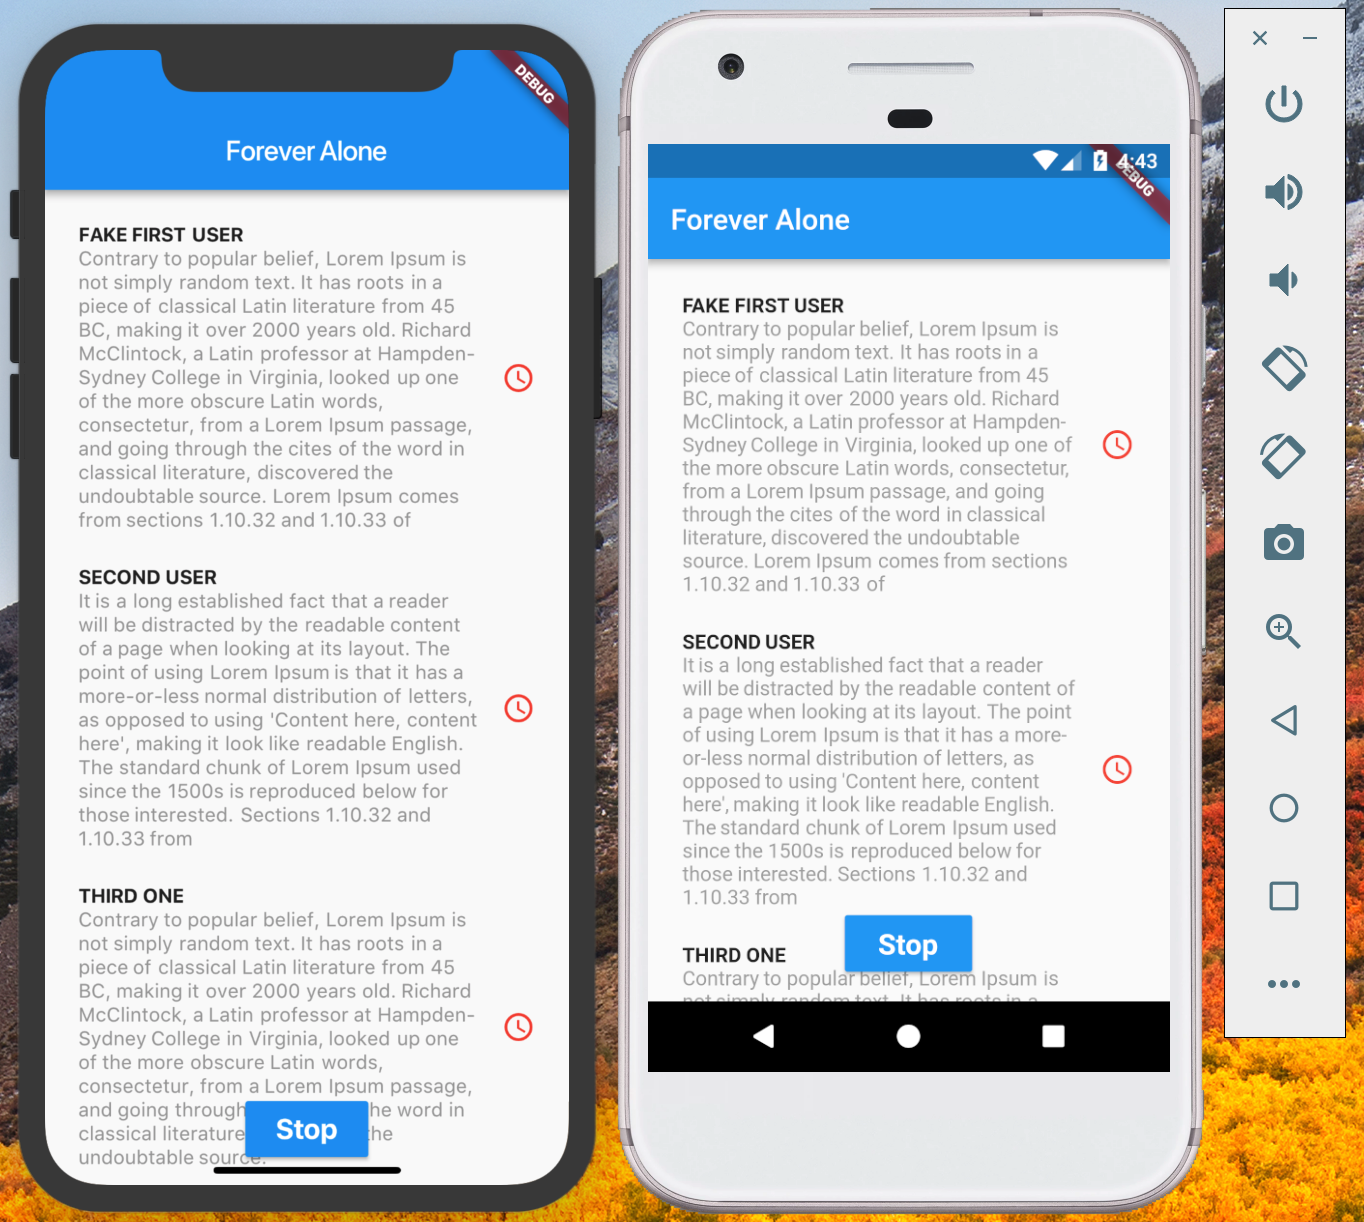 DEBUG
Forever Alone
FAKE FIRST USER
Contrary to popular belief, Lorem Ipsum is
not simply random text. It has roots in a
piece of classical Latin literature from 45
BC, making it over 2000 years old. Richard
McClintock, a Latin professor at Hampden-
Sydney College in Virginia, looked up one
of the more obscure Latin words,
consectetur, from a Lorem Ipsum passage,
and going through the cites of the word in
classical literature, discovered the
undoubtable source. Lorem Ipsum comes
from sections 1.10.32 and 1.10.33 of
SECOND USER
It is a long established fact that a reader
will be distracted by the readable content
of a page when looking at its layout. The
point of using Lorem Ipsum is that it has a
more-or-less normal distribution of letters,
as opposed to using 'Content here, content
here', making it look like readable English.
The standard chunk of Lorem Ipsum used
since the 1500s is reproduced below for
those interested. Sections 1.10.32 and
1.10.33 from
THIRD ONE
Contrary to popular belief, Lorem Ipsum is
not simply random text. It has roots in a
piece of classical Latin literature from 45
BC, making it over 2000 years old. Richard
McClintock, a Latin professor at Hampden-
Sydney College in Virginia, looked up one
of the more obscure Latin words,
consectetur, from a Lorem Ipsum passage,
and going through he word in
classical literature the
undoubtable source.
Stop
4:43
DEBUG
Forever Alone
FAKE FIRST USER
Contrary to popular belief, Lorem Ipsum is
not simply random text. It has roots in a
piece of classical Latin literature from 45
BC, making it over 2000 years old. Richard
McClintock, a Latin professor at Hampden-
Sydney College in Virginia, looked up one of
the more obscure Latin words, consectetur,
from a Lorem Ipsum passage, and going
through the cites of the word in classical
literature, discovered the undoubtable
source. Lorem Ipsum comes from sections
1.10.32 and 1.10.33 of
SECOND USER
It is a long established fact that a reader
will be distracted by the readable content of
a page when looking at its layout. The point
of using Lorem Ipsum is that it has a more-
or-less normal distribution of letters, as
opposed to using 'Content here, content
here', making it look like readable English.
The standard chunk of Lorem Ipsum used
since the 1500s is reproduced below for
those interested. Sections 1.10.32 and
1.10.33 from
THIRD ONE
Contrary to popular belief, Lorem Ipsum is
not simply random text. It has roots in a
Stop